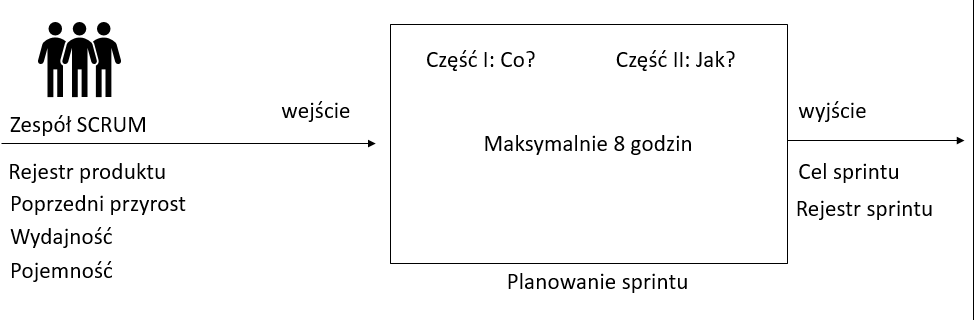 Zespół SCRUM
wejście
Rejestr produktu
Poprzedni przyrost
Wydajność
Pojemność
Część I: Co?
Część II: Jak?
Maksymalnie 8 godzin
Planowanie sprintu
wyjście
Cel sprintu
Rejestr sprintu